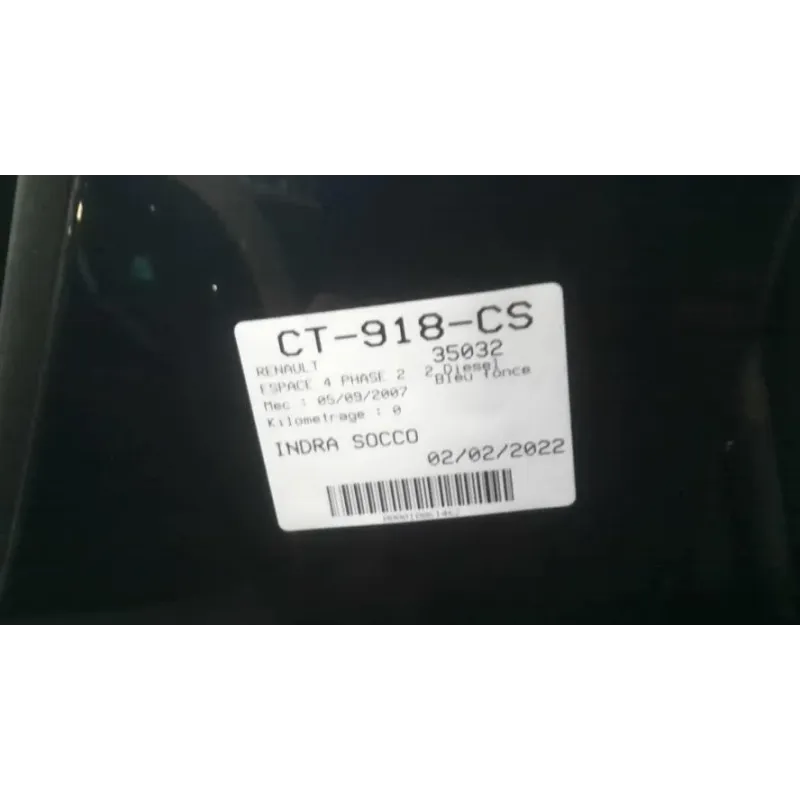 CT-918-CS
RENAULT 35032
ESPACE 4 PHASE 2 2 Diesel
Bleu fonce
Mec : 05/09/2007
Kilometrage : 0
INDRA SOCCO
02/02/2022